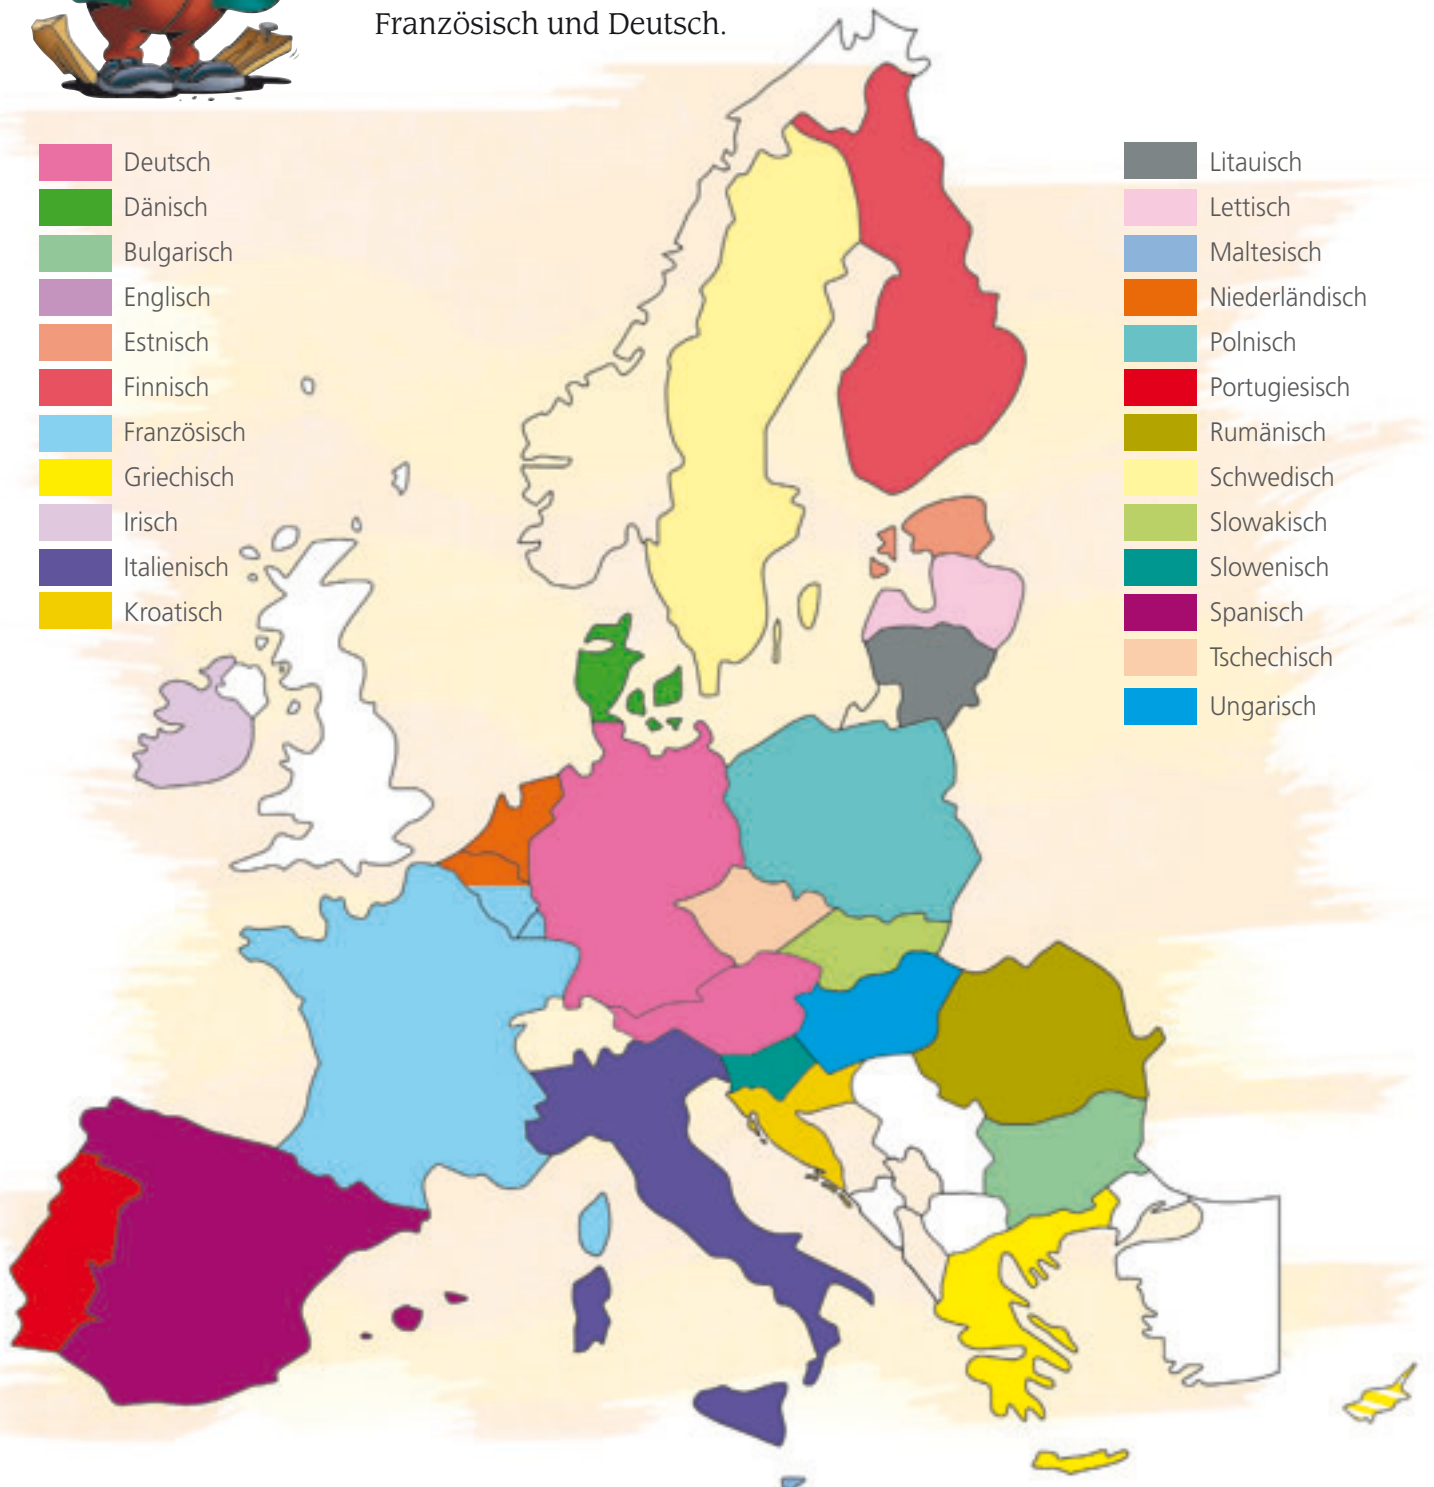 Französisch und Deutsch.
Deutsch
Dänisch
Bulgarisch
Englisch
Estnisch
Finnisch
Französisch
Griechisch
Irisch
Italienisch
Kroatisch
Litauisch
Lettisch
Maltesisch
Niederländisch
Polnisch
Portugiesisch
Rumänisch
Schwedisch
Slowakisch
Slowenisch
Spanisch
Tschechisch
Ungarisch